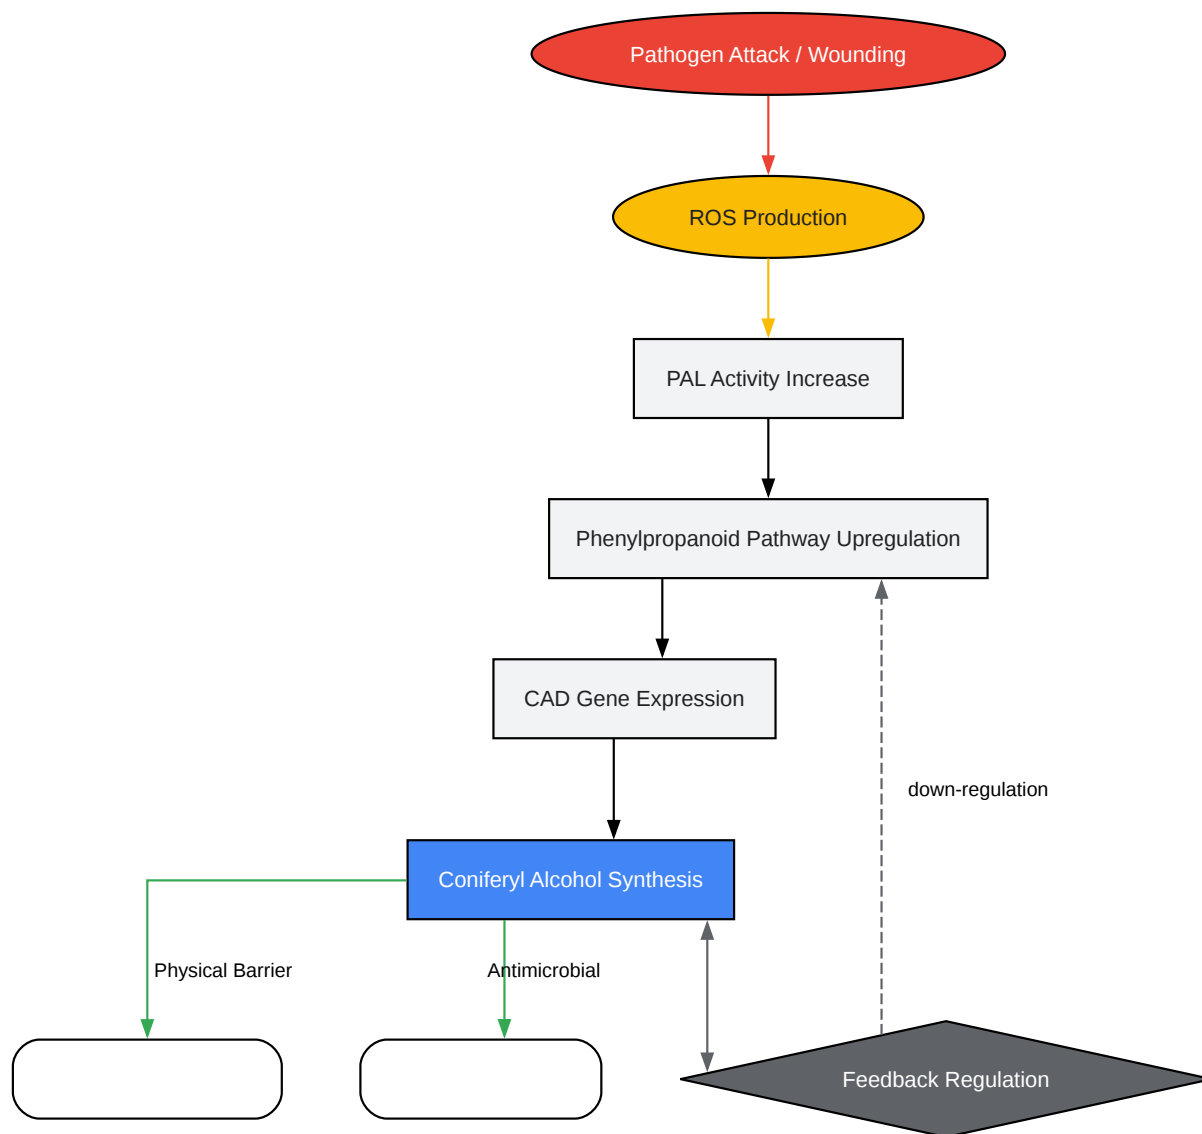 Pathogen Attack / Wounding
ROS Production
PAL Activity Increase
Phenylpropanoid Pathway Upregulation
CAD Gene Expression
down-regulation
Coniferyl Alcohol Synthesis
Physical Barrier
Antimicrobial
Feedback Regulation